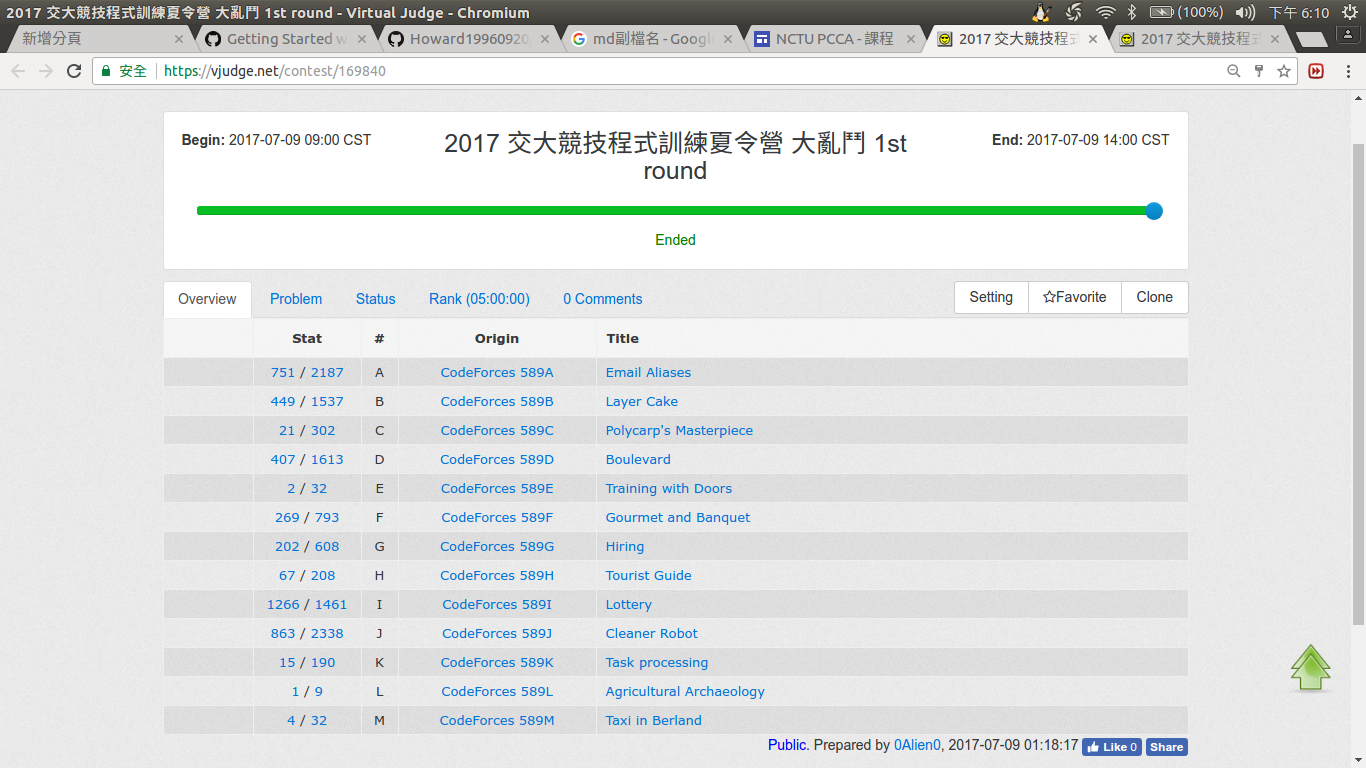 2017 交大競技程式訓練夏令營 大亂鬥 1st round - Virtual Judge - Chromium
(100%) 下午 6:10
新增分頁 × Getting Started w × Howard19960920 × md副檔名 - Google × NCTU PCCA - 課程 × 2017 交大競技程式 × 2017 交大競技程式 ×
安全 https://vjudge.net/contest/169840
Begin: 2017-07-09 09:00 CST
2017 交大競技程式訓練夏令營 大亂鬥 1st
round
End: 2017-07-09 14:00 CST
Ended
Overview Problem Status Rank (05:00:00) 0 Comments Setting ☆Favorite Clone
Stat # Origin Title
751 / 2187 A CodeForces 589A Email Aliases
449 / 1537 B CodeForces 589B Layer Cake
21 / 302 C CodeForces 589C Polycarp's Masterpiece
407 / 1613 D CodeForces 589D Boulevard
2 / 32 E CodeForces 589E Training with Doors
269 / 793 F CodeForces 589F Gourmet and Banquet
202 / 608 G CodeForces 589G Hiring
67 / 208 H CodeForces 589H Tourist Guide
1266 / 1461 I CodeForces 589I Lottery
863 / 2338 J CodeForces 589J Cleaner Robot
15 / 190 K CodeForces 589K Task processing
1 / 9 L CodeForces 589L Agricultural Archaeology
4 / 32 M CodeForces 589M Taxi in Berland
Public. Prepared by 0Alien0, 2017-07-09 01:18:17 Like 0 Share